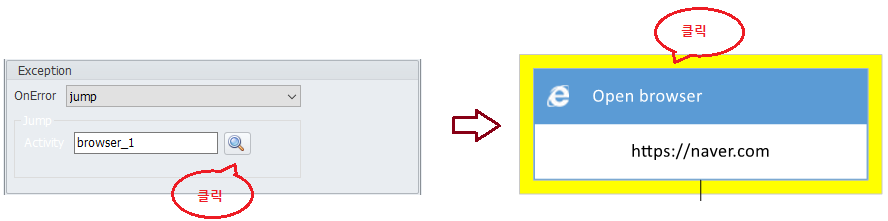 Exception
OnError jump
Jump
Activity browser_1
클릭
클릭
Open browser
https://naver.com